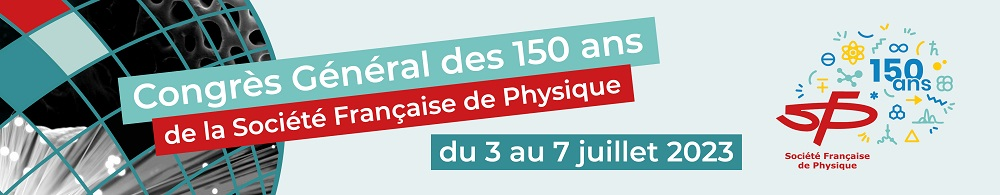 Congrès Général des 150 ans
de la Société Française de Physique
du 3 au 7 juillet 2023
150
ans
sfp
Société Française
de Physique